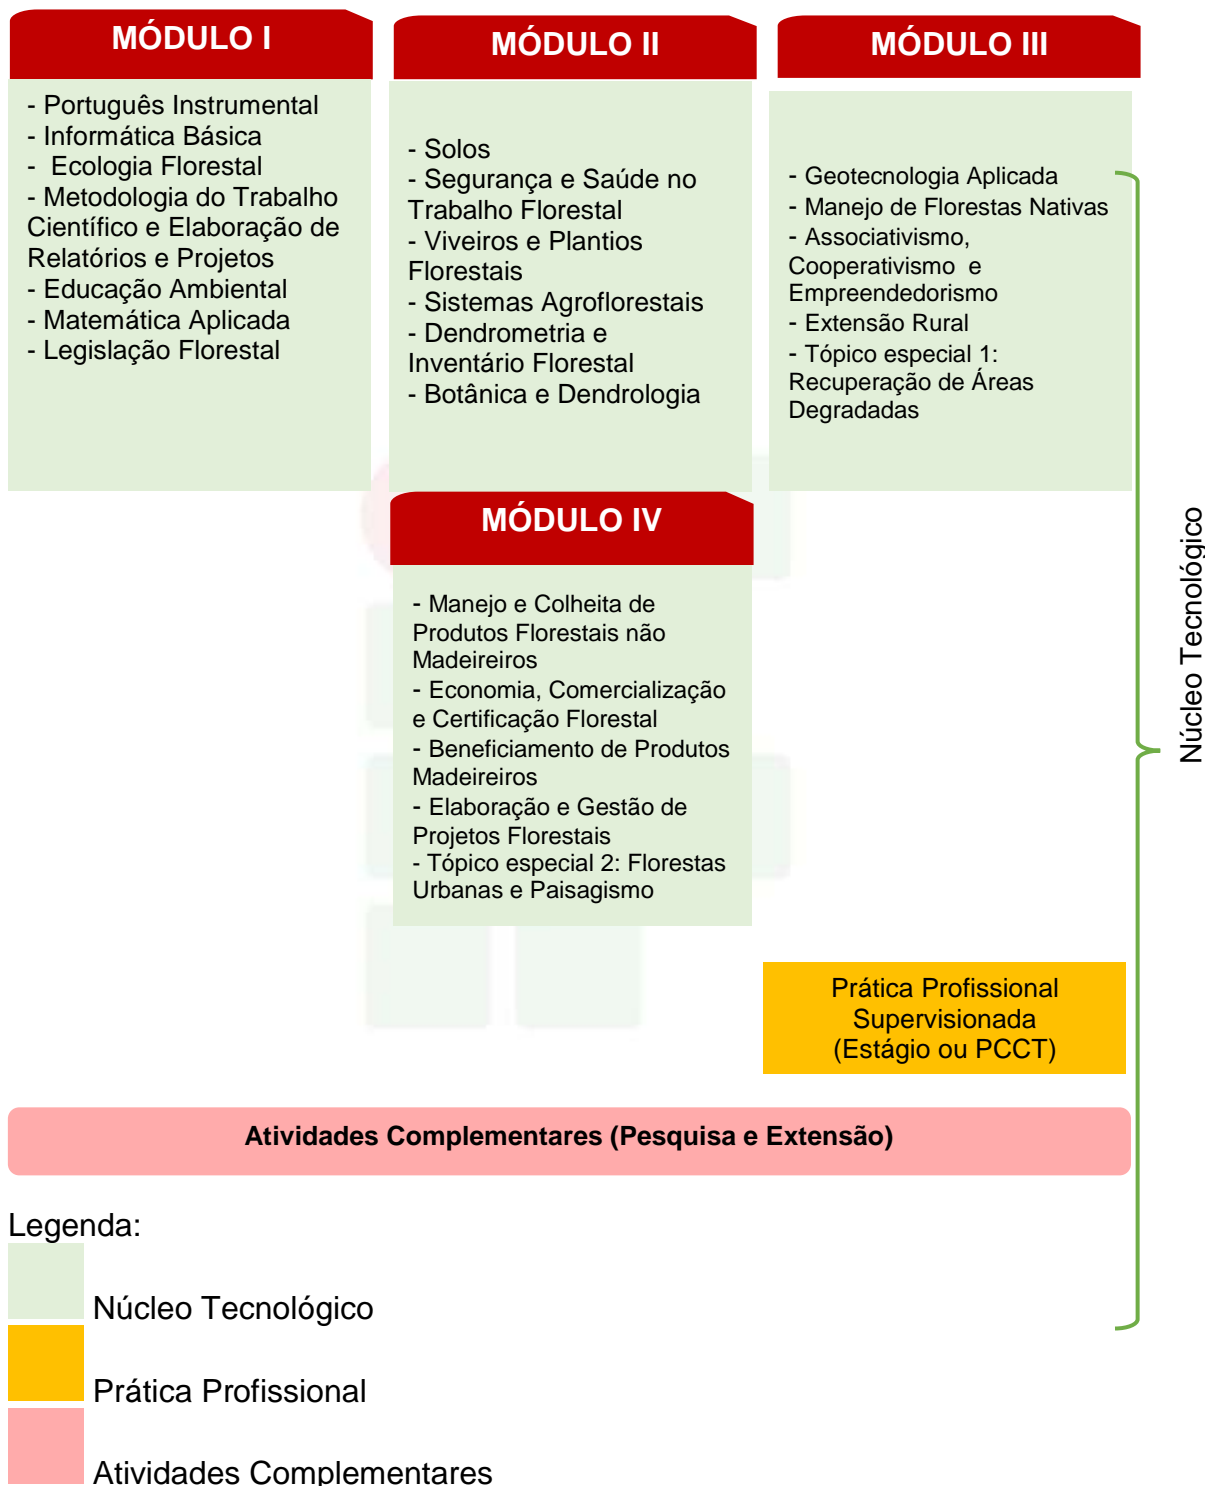 MÓDULO I
- Português Instrumental
- Informática Básica
- Ecologia Florestal
- Metodologia do Trabalho
Científico e Elaboração de
Relatórios e Projetos
- Educação Ambiental
- Matemática Aplicada
- Legislação Florestal
MÓDULO II
- Solos
- Segurança e Saúde no
Trabalho Florestal
- Viveiros e Plantios
Florestais
- Sistemas Agroflorestais
- Dendrometria e
Inventário Florestal
- Botânica e Dendrologia
MÓDULO III
- Geotecnologia Aplicada
- Manejo de Florestas Nativas
- Associativismo,
Cooperativismo e
Empreendedorismo
- Extensão Rural
- Tópico especial 1:
Recuperação de Áreas
Degradadas
MÓDULO IV
- Manejo e Colheita de
Produtos Florestais não
Madeireiros
- Economia, Comercialização
e Certificação Florestal
- Beneficiamento de Produtos
Madeireiros
- Elaboração e Gestão de
Projetos Florestais
- Tópico especial 2: Florestas
Urbanas e Paisagismo
Núcleo Tecnológico
Prática Profissional
Supervisionada
(Estágio ou PCCT)
Atividades Complementares (Pesquisa e Extensão)
Legenda:
Núcleo Tecnológico
Prática Profissional
Atividades Complementares